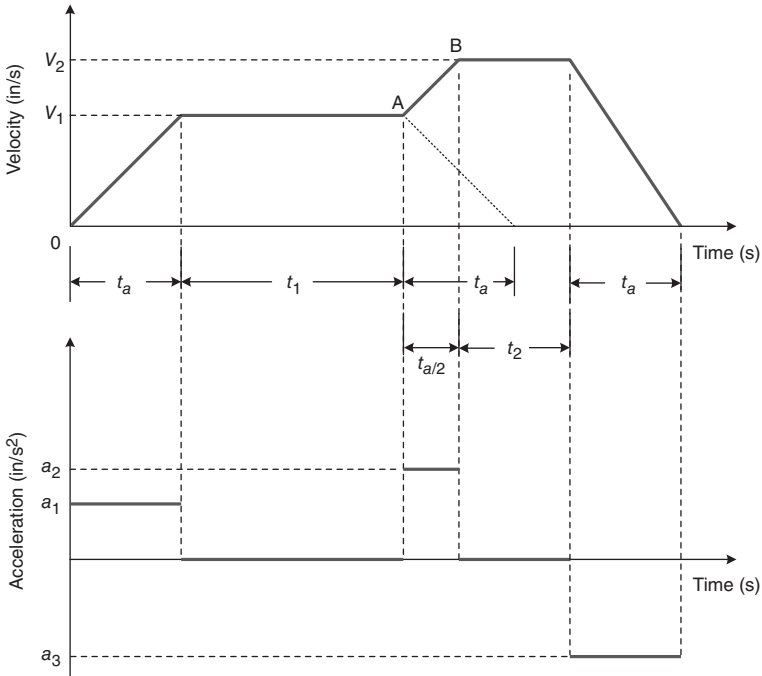 B
V₂
A
V₁
Velocity (in/s)
0
Time (s)
tₐ
t₁
tₐ
tₐ
tₐ/₂
t₂
Acceleration (in/s²)
a₂
a₁
Time (s)
a₃